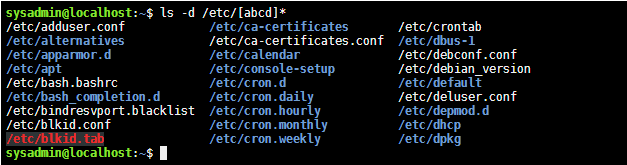 sysadmin@localhost:~$ ls -d /etc/[abcd]*
/etc/adduser.conf /etc/ca-certificates /etc/crontab
/etc/alternatives /etc/ca-certificates.conf /etc/dbus-1
/etc/apparmor.d /etc/calendar /etc/debconf.conf
/etc/apt /etc/console-setup /etc/debian_version
/etc/bash.bashrc /etc/cron.d /etc/default
/etc/bash_completion.d /etc/cron.daily /etc/deluser.conf
/etc/bindresvport.blacklist /etc/cron.hourly /etc/depmod.d
/etc/blkid.conf /etc/cron.monthly /etc/dhcp
/etc/blkid.tab /etc/cron.weekly /etc/dpkg
sysadmin@localhost:~$